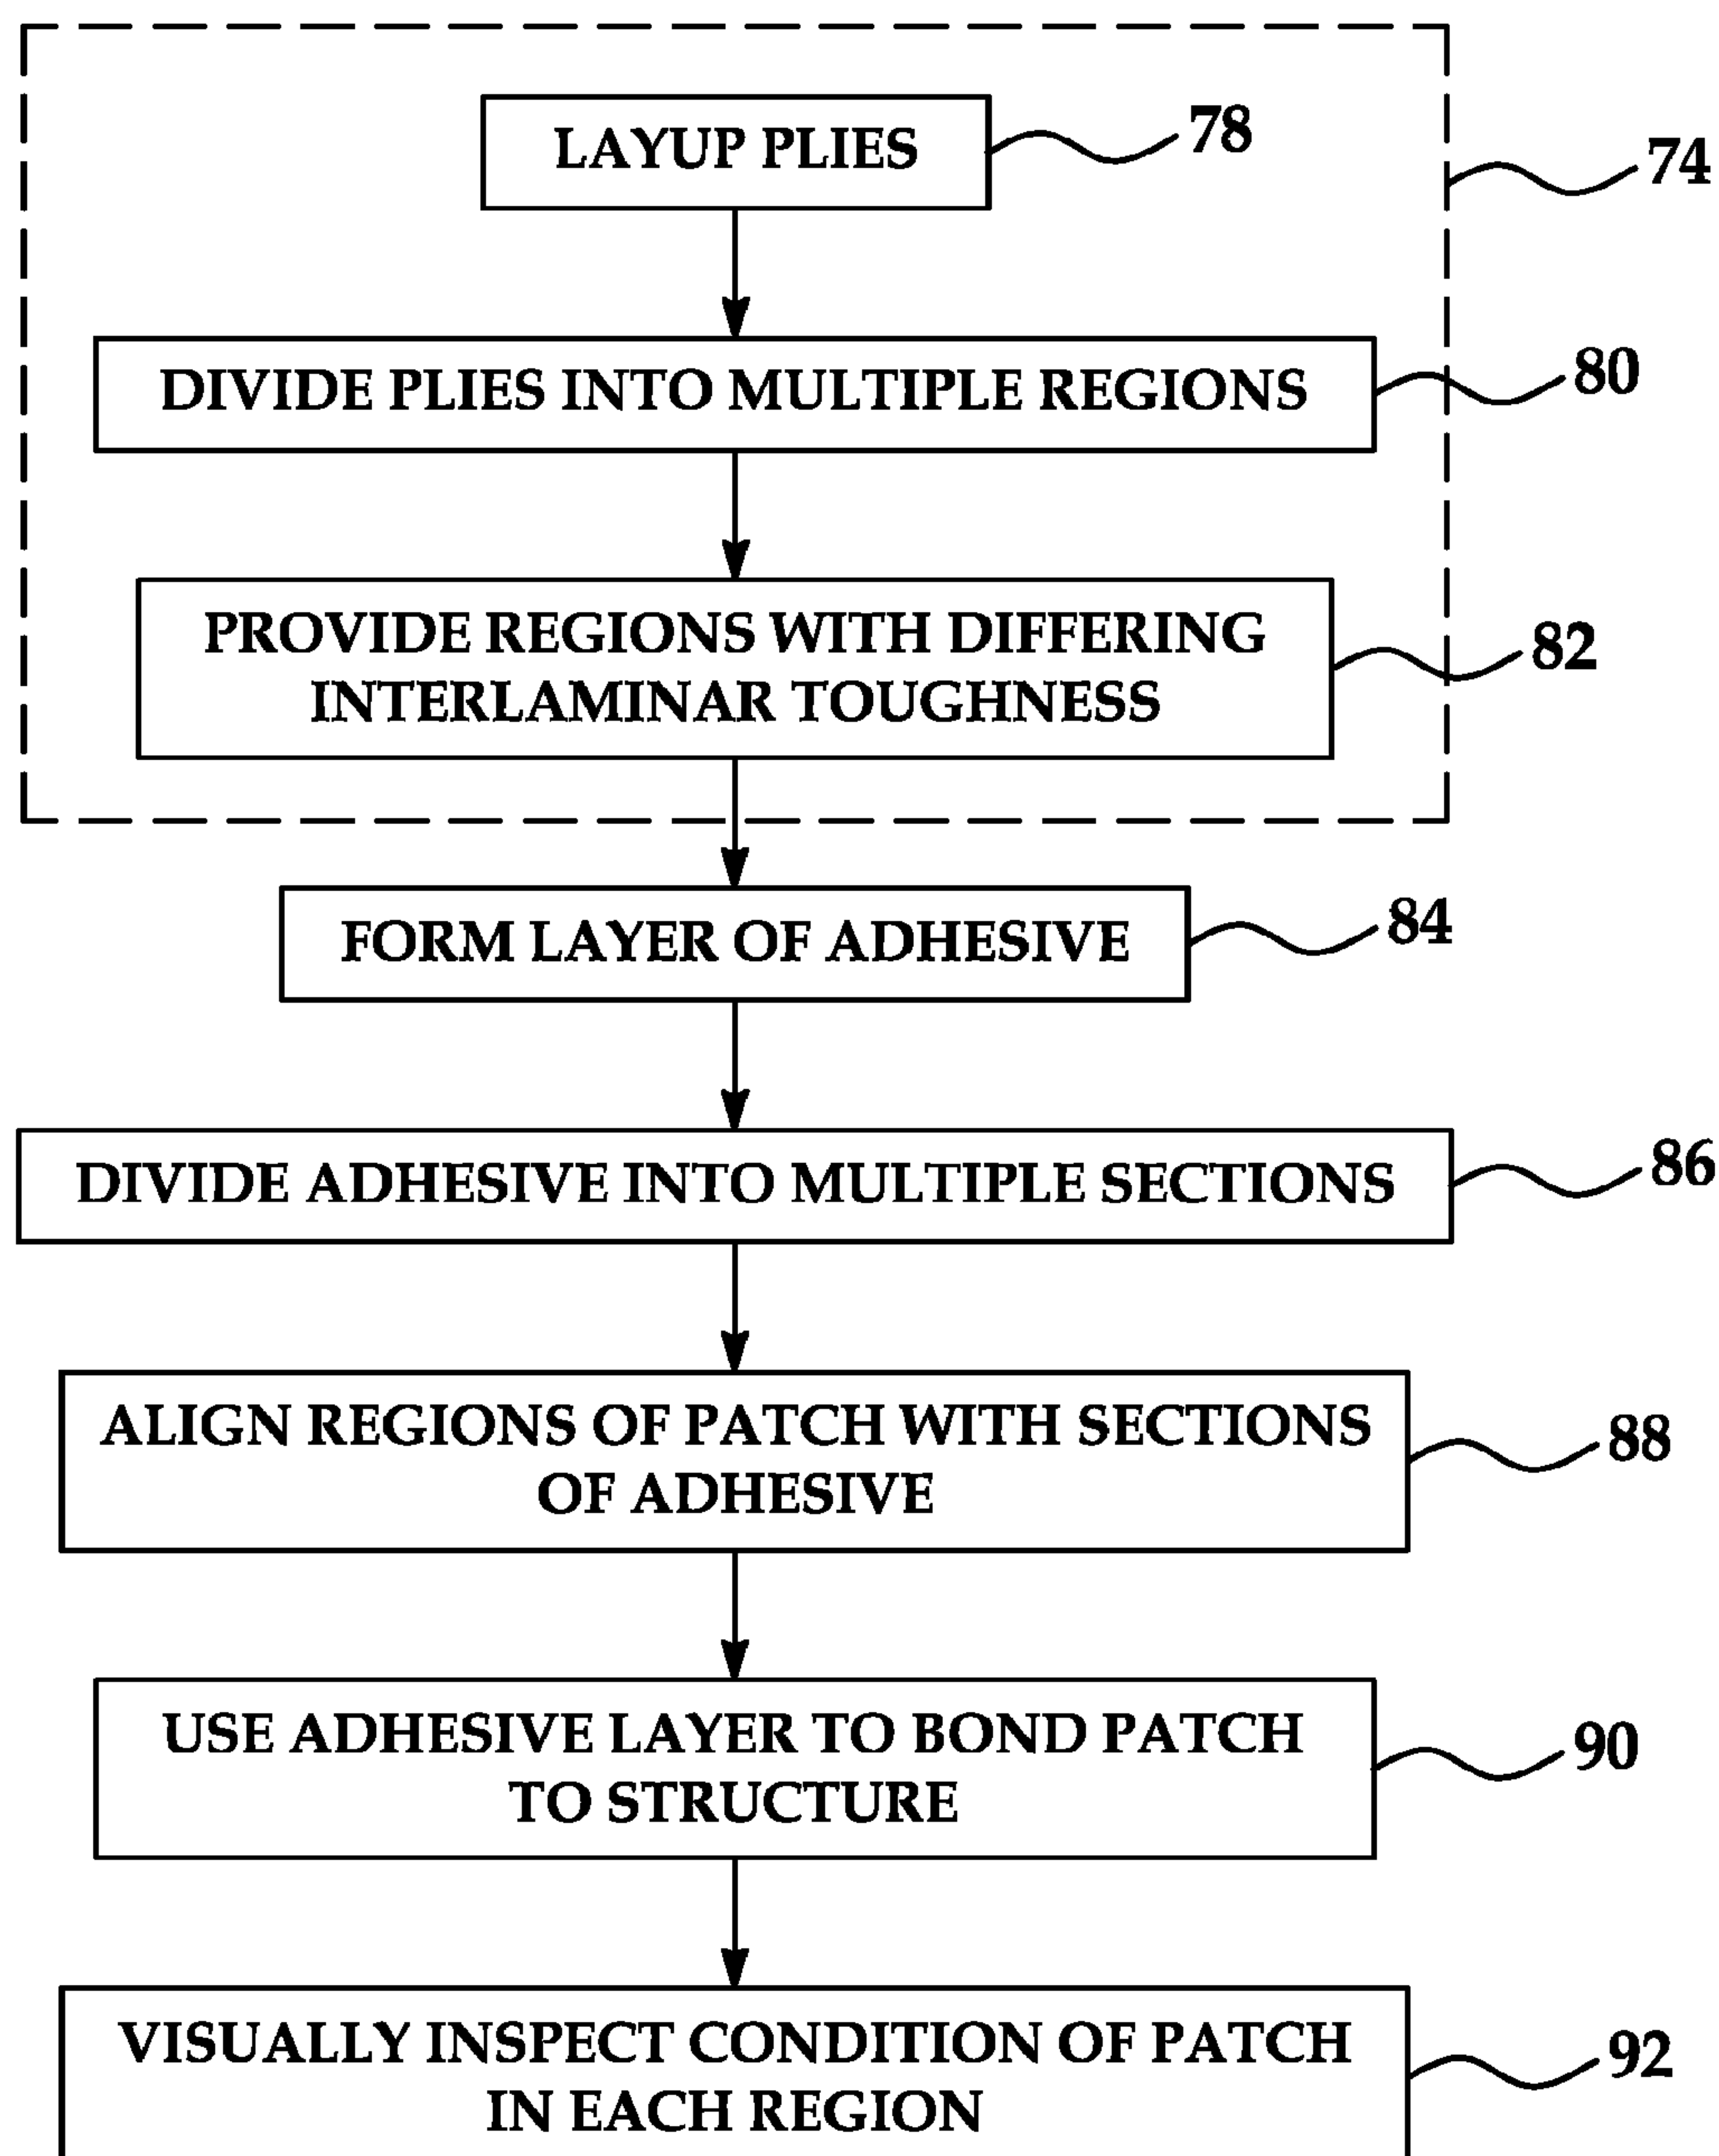 LAYUP PLIES
78
74
DIVIDE PLIES INTO MULTIPLE REGIONS
80
PROVIDE REGIONS WITH DIFFERING
INTERLAMINAR TOUGHNESS
82
FORM LAYER OF ADHESIVE
84
DIVIDE ADHESIVE INTO MULTIPLE SECTIONS
86
ALIGN REGIONS OF PATCH WITH SECTIONS
OF ADHESIVE
88
USE ADHESIVE LAYER TO BOND PATCH
TO STRUCTURE
90
VISUALLY INSPECT CONDITION OF PATCH
IN EACH REGION
92